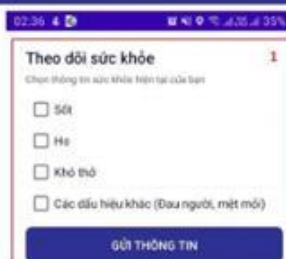 02:36 4 35%
Theo dõi sức khỏe 1
Chọn thông tin sức khỏe hiện tại của bạn
Sốt
Ho
Khó thở
Các dấu hiệu khác (Đau người, mệt mỏi)
GỬI THÔNG TIN